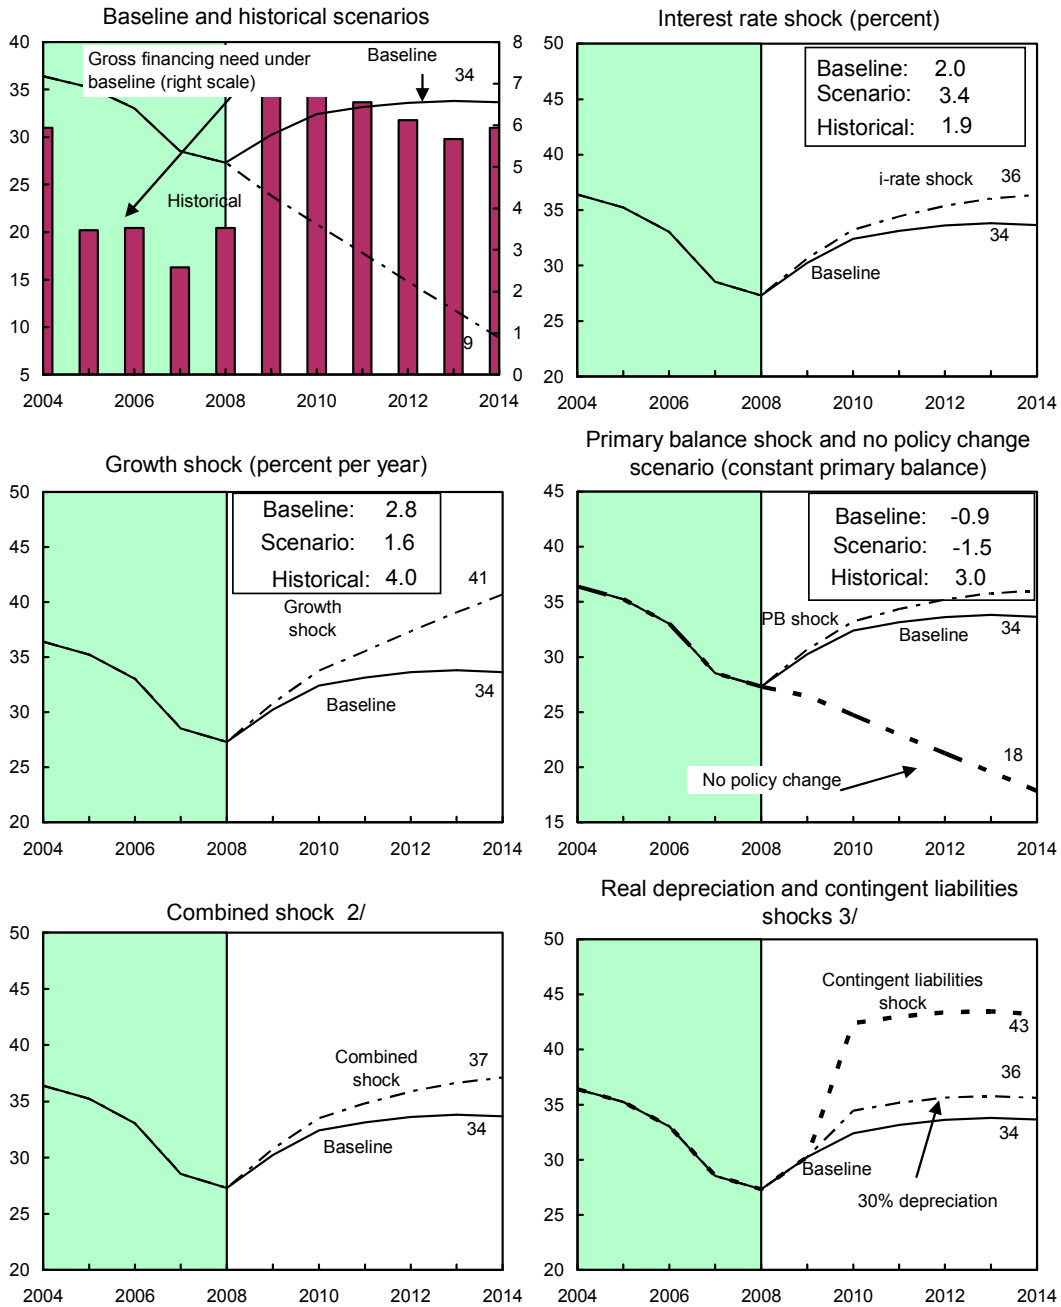 Baseline and historical scenarios
40
35
30
25
20
15
10
5
8
7
6
5
4
3
2
1
0
Gross financing need under
baseline (right scale)
Baseline
34
Historical
9
2004 2006 2008 2010 2012 2014
Interest rate shock (percent)
50
45
40
35
30
25
20
Baseline: 2.0
Scenario: 3.4
Historical: 1.9
i-rate shock
36
34
Baseline
2004 2006 2008 2010 2012 2014
Growth shock (percent per year)
50
45
40
35
30
25
20
Baseline: 2.8
Scenario: 1.6
Historical: 4.0
41
Growth
shock
Baseline
34
2004 2006 2008 2010 2012 2014
Primary balance shock and no policy change
scenario (constant primary balance)
45
40
35
30
25
20
15
Baseline: -0.9
Scenario: -1.5
Historical: 3.0
PB shock
Baseline
34
18
No policy change
2004 2006 2008 2010 2012 2014
Combined shock 2/
50
45
40
35
30
25
20
Combined
shock
37
34
Baseline
2004 2006 2008 2010 2012 2014
Real depreciation and contingent liabilities
shocks 3/
50
45
40
35
30
25
20
Contingent liabilities
shock
43
36
34
Baseline
30% depreciation
2004 2006 2008 2010 2012 2014